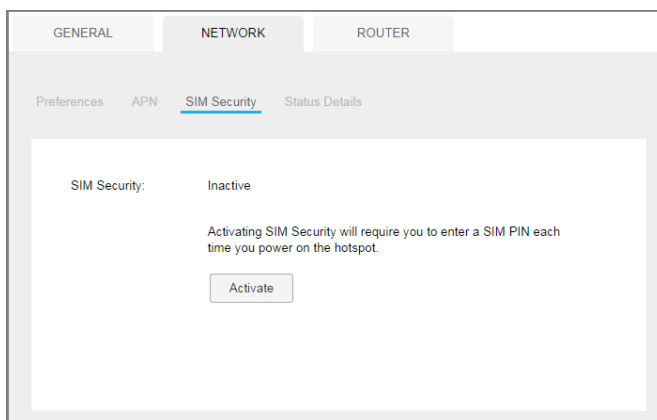 GENERAL NETWORK ROUTER
Preferences APN SIM Security Status Details
SIM Security: Inactive
Activating SIM Security will require you to enter a SIM PIN each
time you power on the hotspot.
Activate